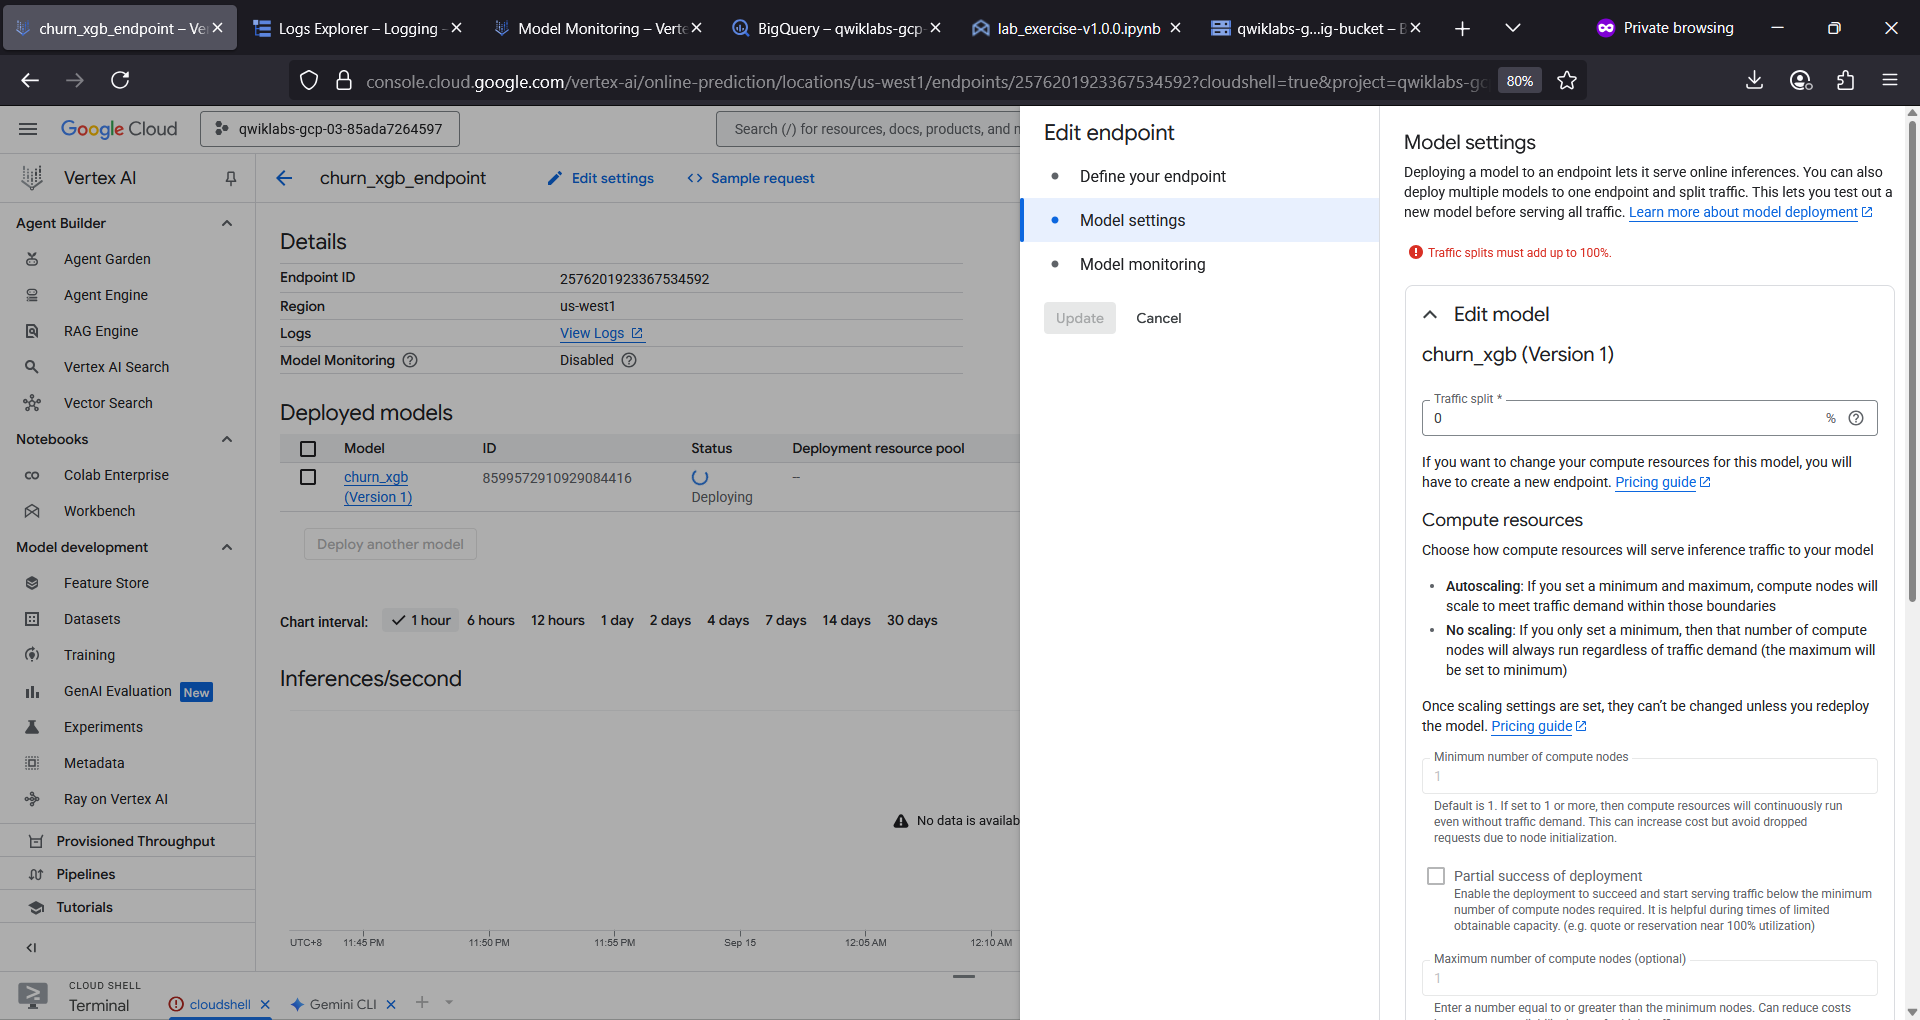 churn_xgb_endpoint – Ve
Logs Explorer – Logging
Model Monitoring – Verte
BigQuery – qwiklabs-gcp-
lab_exercise-v1.0.0.ipynb
qwiklabs-g...ig-bucket – B
Private browsing
console.cloud.google.com/vertex-ai/online-prediction/locations/us-west1/endpoints/2576201923367534592?cloudshell=true&project=qwiklabs-gc
80%
Google Cloud
qwiklabs-gcp-03-85ada7264597
Search (/) for resources, docs, products, and n
Vertex AI
churn_xgb_endpoint
Edit settings
Sample request
Agent Builder
Agent Garden
Agent Engine
RAG Engine
Vertex AI Search
Vector Search
Notebooks
Colab Enterprise
Workbench
Model development
Feature Store
Datasets
Training
GenAI Evaluation New
Experiments
Metadata
Ray on Vertex AI
Provisioned Throughput
Pipelines
Tutorials
Details
Endpoint ID 2576201923367534592
Region us-west1
Logs View Logs
Model Monitoring Disabled
Deployed models
Model ID Status Deployment resource pool
churn_xgb 8599572910929084416 –
(Version 1) Deploying
Deploy another model
Chart interval: 1 hour 6 hours 12 hours 1 day 2 days 4 days 7 days 14 days 30 days
Inferences/second
No data is availab
UTC+8 11:45 PM 11:50 PM 11:55 PM Sep 15 12:05 AM 12:10 AM
CLOUD SHELL
Terminal
cloudshell
Gemini CLI
Edit endpoint
Define your endpoint
Model settings
Model monitoring
Update Cancel
Model settings
Deploying a model to an endpoint lets it serve online inferences. You can also
deploy multiple models to one endpoint and split traffic. This lets you test out a
new model before serving all traffic. Learn more about model deployment
Traffic splits must add up to 100%.
Edit model
churn_xgb (Version 1)
Traffic split *
0 %
If you want to change your compute resources for this model, you will
have to create a new endpoint. Pricing guide
Compute resources
Choose how compute resources will serve inference traffic to your model
• Autoscaling: If you set a minimum and maximum, compute nodes will
scale to meet traffic demand within those boundaries
• No scaling: If you only set a minimum, then that number of compute
nodes will always run regardless of traffic demand (the maximum will
be set to minimum)
Once scaling settings are set, they can't be changed unless you redeploy
the model. Pricing guide
Minimum number of compute nodes
1
Default is 1. If set to 1 or more, then compute resources will continuously run
even without traffic demand. This can increase cost but avoid dropped
requests due to node initialization.
Partial success of deployment
Enable the deployment to succeed and start serving traffic below the minimum
number of compute nodes required. It is helpful during times of limited
obtainable capacity. (e.g. quote or reservation near 100% utilization)
Maximum number of compute nodes (optional)
1
Enter a number equal to or greater than the minimum nodes. Can reduce costs